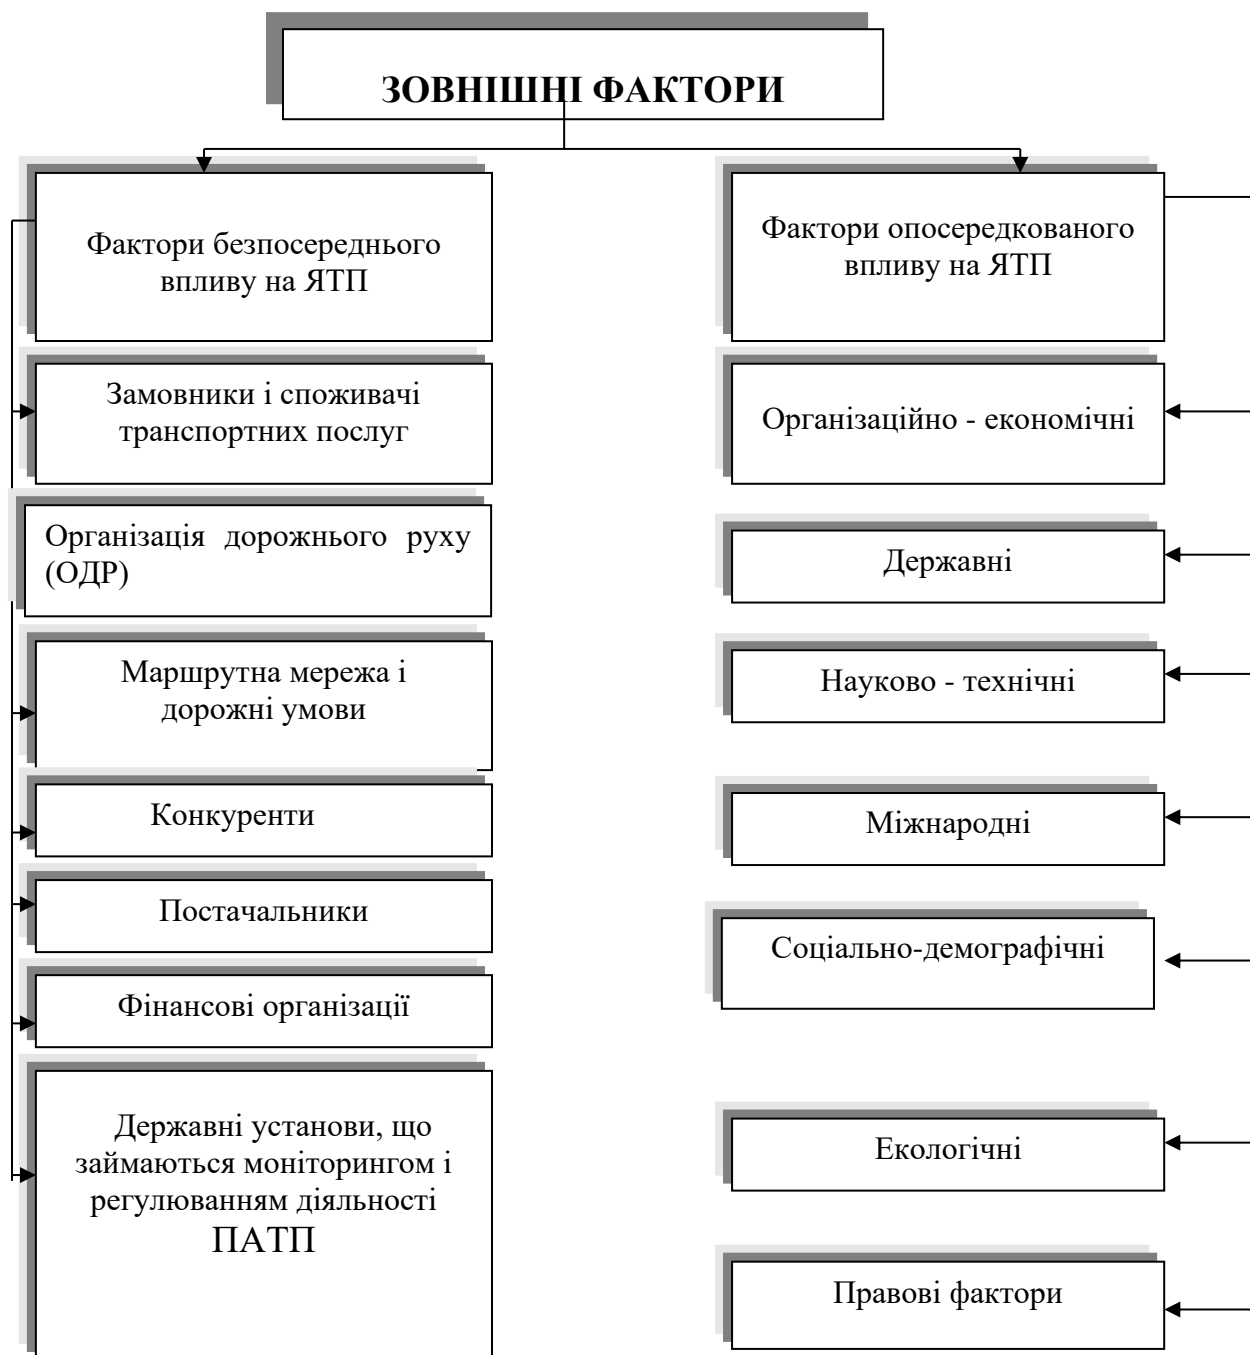 ЗОВНІШНІ ФАКТОРИ
Фактори безпосереднього
впливу на ЯТП
Замовники і споживачі
транспортних послуг
Організація дорожнього руху
(ОДР)
Маршрутна мережа і
дорожні умови
Конкуренти
Постачальники
Фінансові організації
Державні установи, що
займаються моніторингом і
регулюванням діяльності
ПАТП
Фактори опосередкованого
впливу на ЯТП
Організаційно - економічні
Державні
Науково - технічні
Міжнародні
Соціально-демографічні
Екологічні
Правові фактори